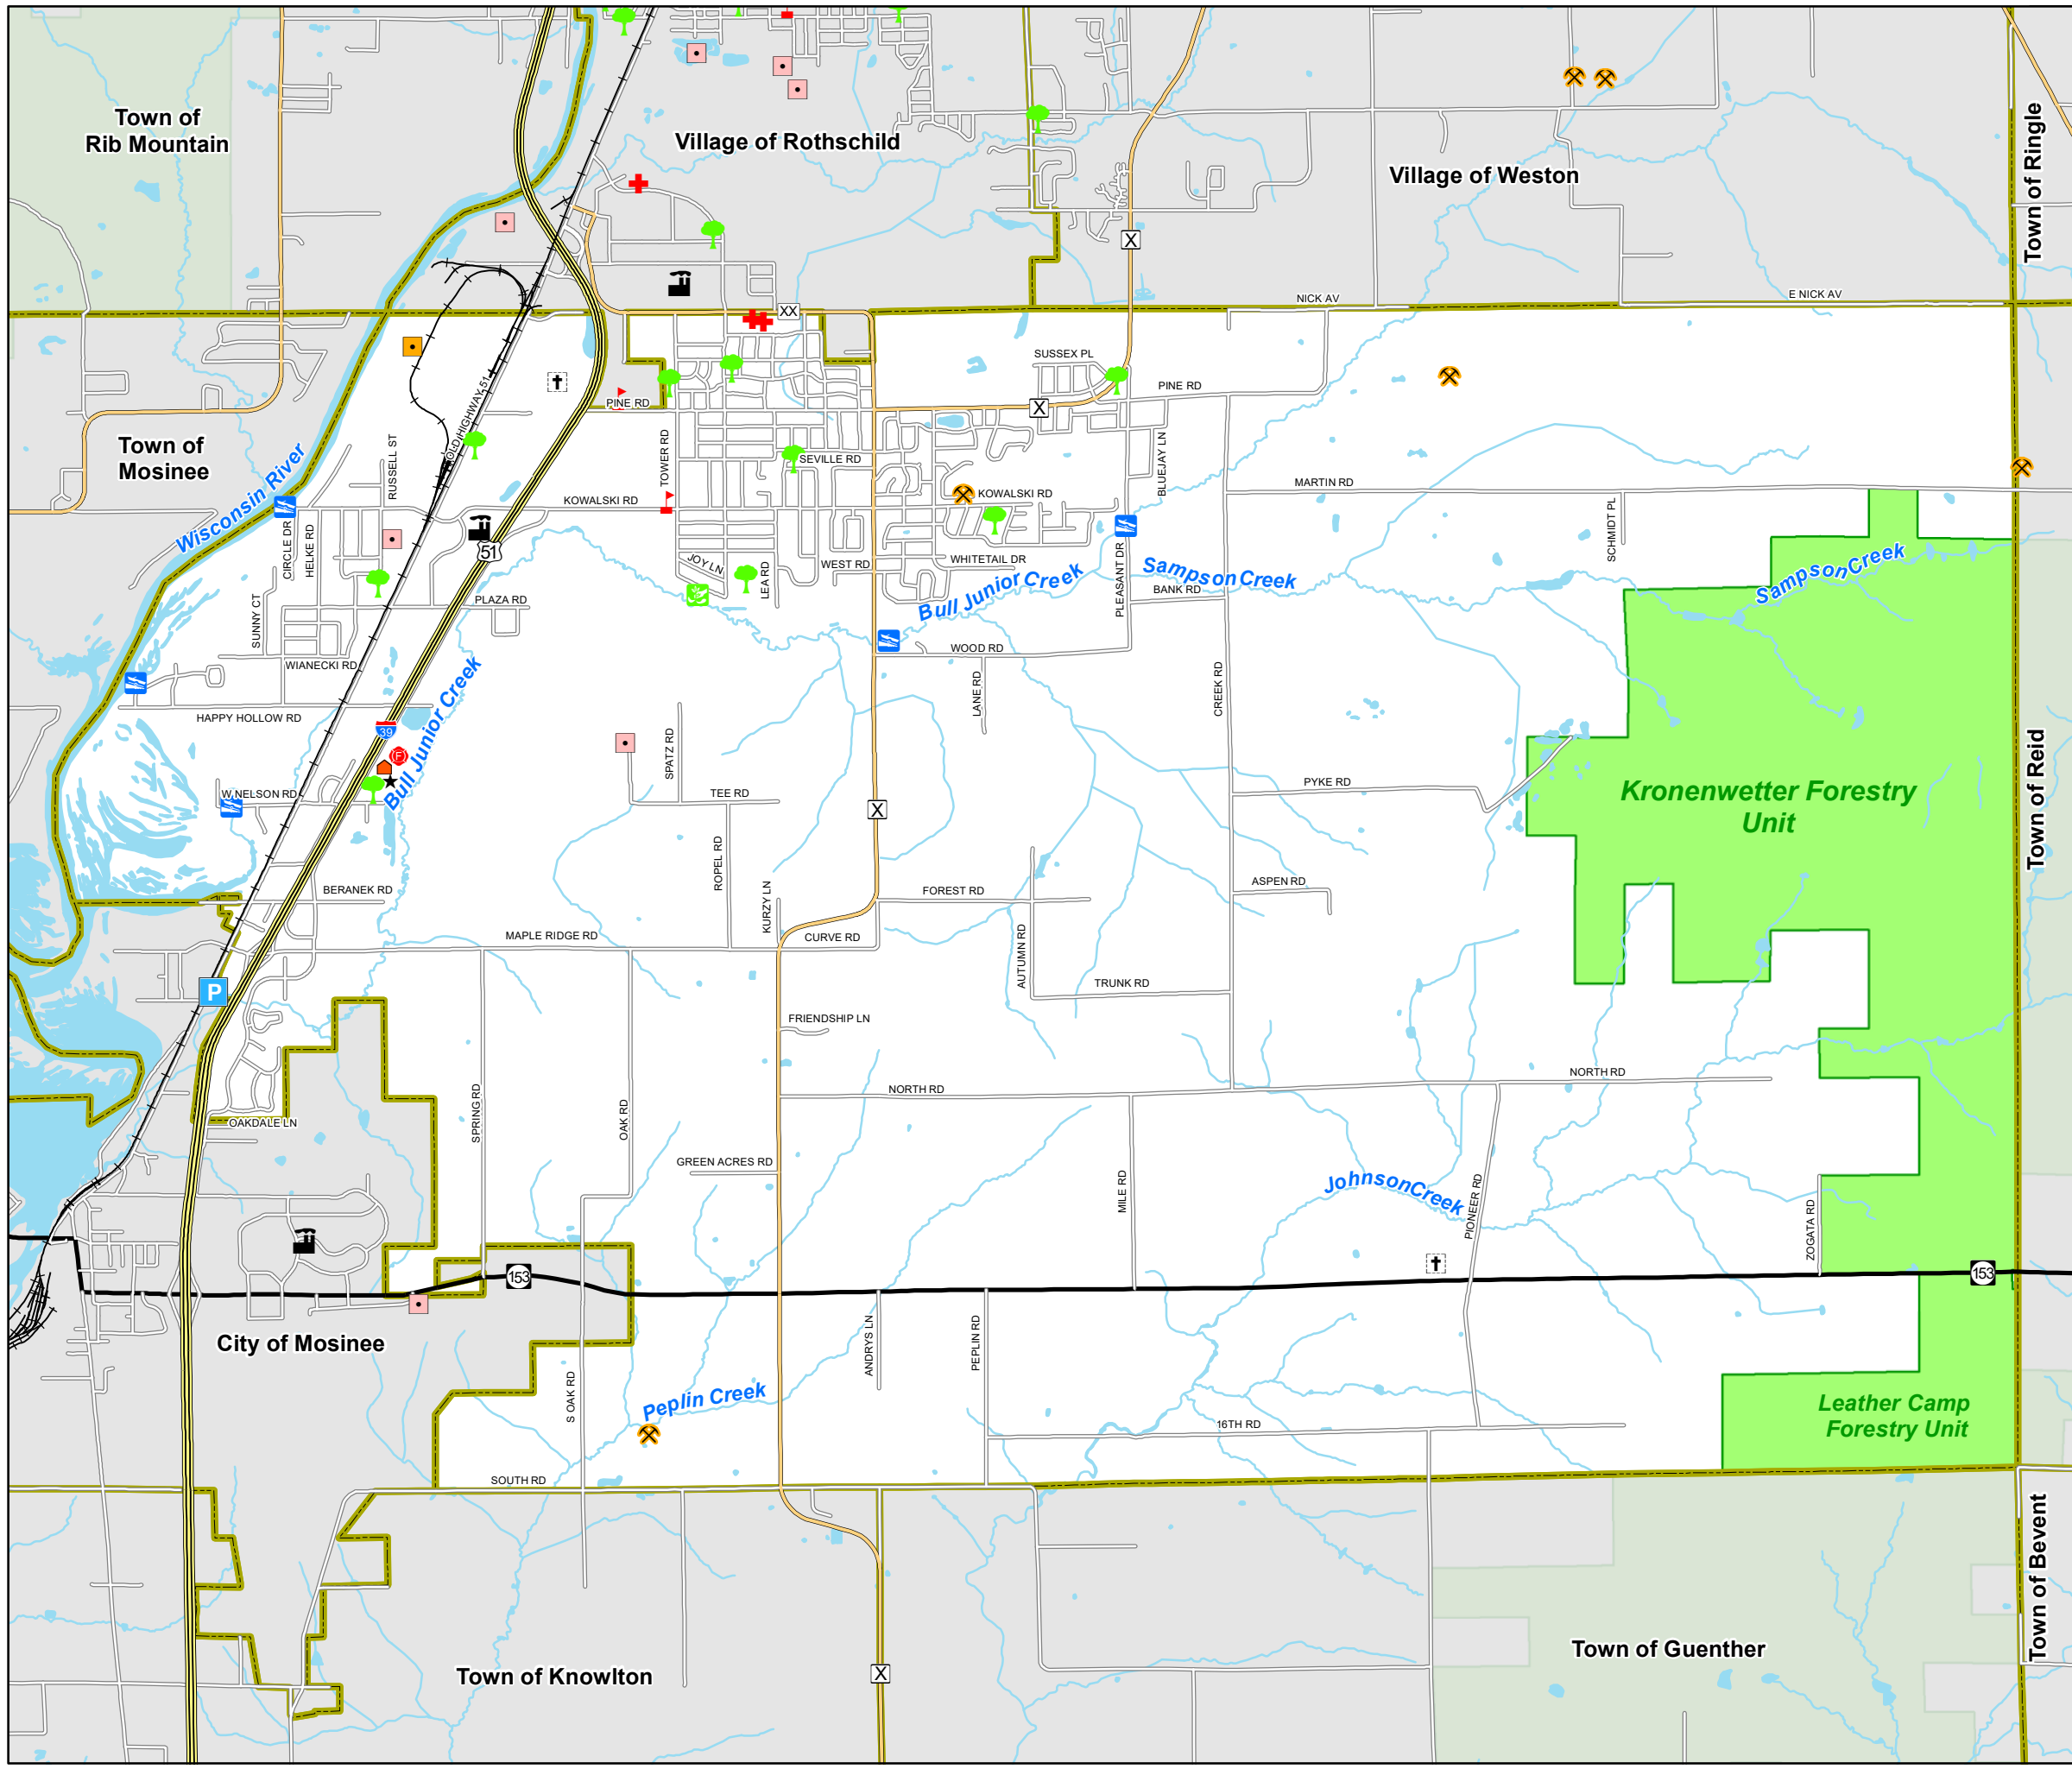 Town of
Rib Mountain
Village of Rothschild
Village of Weston
Town of Ringle
X
NICK AV
E NICK AV
XX
SUSSEX PL
PINE RD
X
PINE RD
OLD HIGHWAY 51
Town of
Mosinee
RUSSELL ST
TOWER RD
SEVILLE RD
BLUEJAY LN
Wisconsin River
KOWALSKI RD
KOWALSKI RD
MARTIN RD
SCHMIDT PL
CIRCLE DR
HELKE RD
51
JOY LN
LEA RD
WEST RD
WHITETAIL DR
Bull Junior Creek
PLEASANT DR
Sampson Creek
BANK RD
Sampson Creek
SUNNY CT
PLAZA RD
WIANECKI RD
WOOD RD
LANE RD
CREEK RD
HAPPY HOLLOW RD
39
F
Bull Junior Creek
SPATZ RD
W NELSON RD
TEE RD
X
PYKE RD
Kronenwetter Forestry
Unit
Town of Reid
ROPEL RD
BERANEK RD
KURZY LN
FOREST RD
ASPEN RD
MAPLE RIDGE RD
CURVE RD
AUTUMN RD
TRUNK RD
P
FRIENDSHIP LN
NORTH RD
NORTH RD
OAKDALE LN
SPRING RD
OAK RD
GREEN ACRES RD
MILE RD
Johnson Creek
PIONEER RD
ZOGATA RD
153
153
City of Mosinee
ANDRYS LN
PEPLIN RD
S OAK RD
Peplin Creek
16TH RD
Leather Camp
Forestry Unit
SOUTH RD
Town of Bevent
X
Town of Knowlton
Town of Guenther